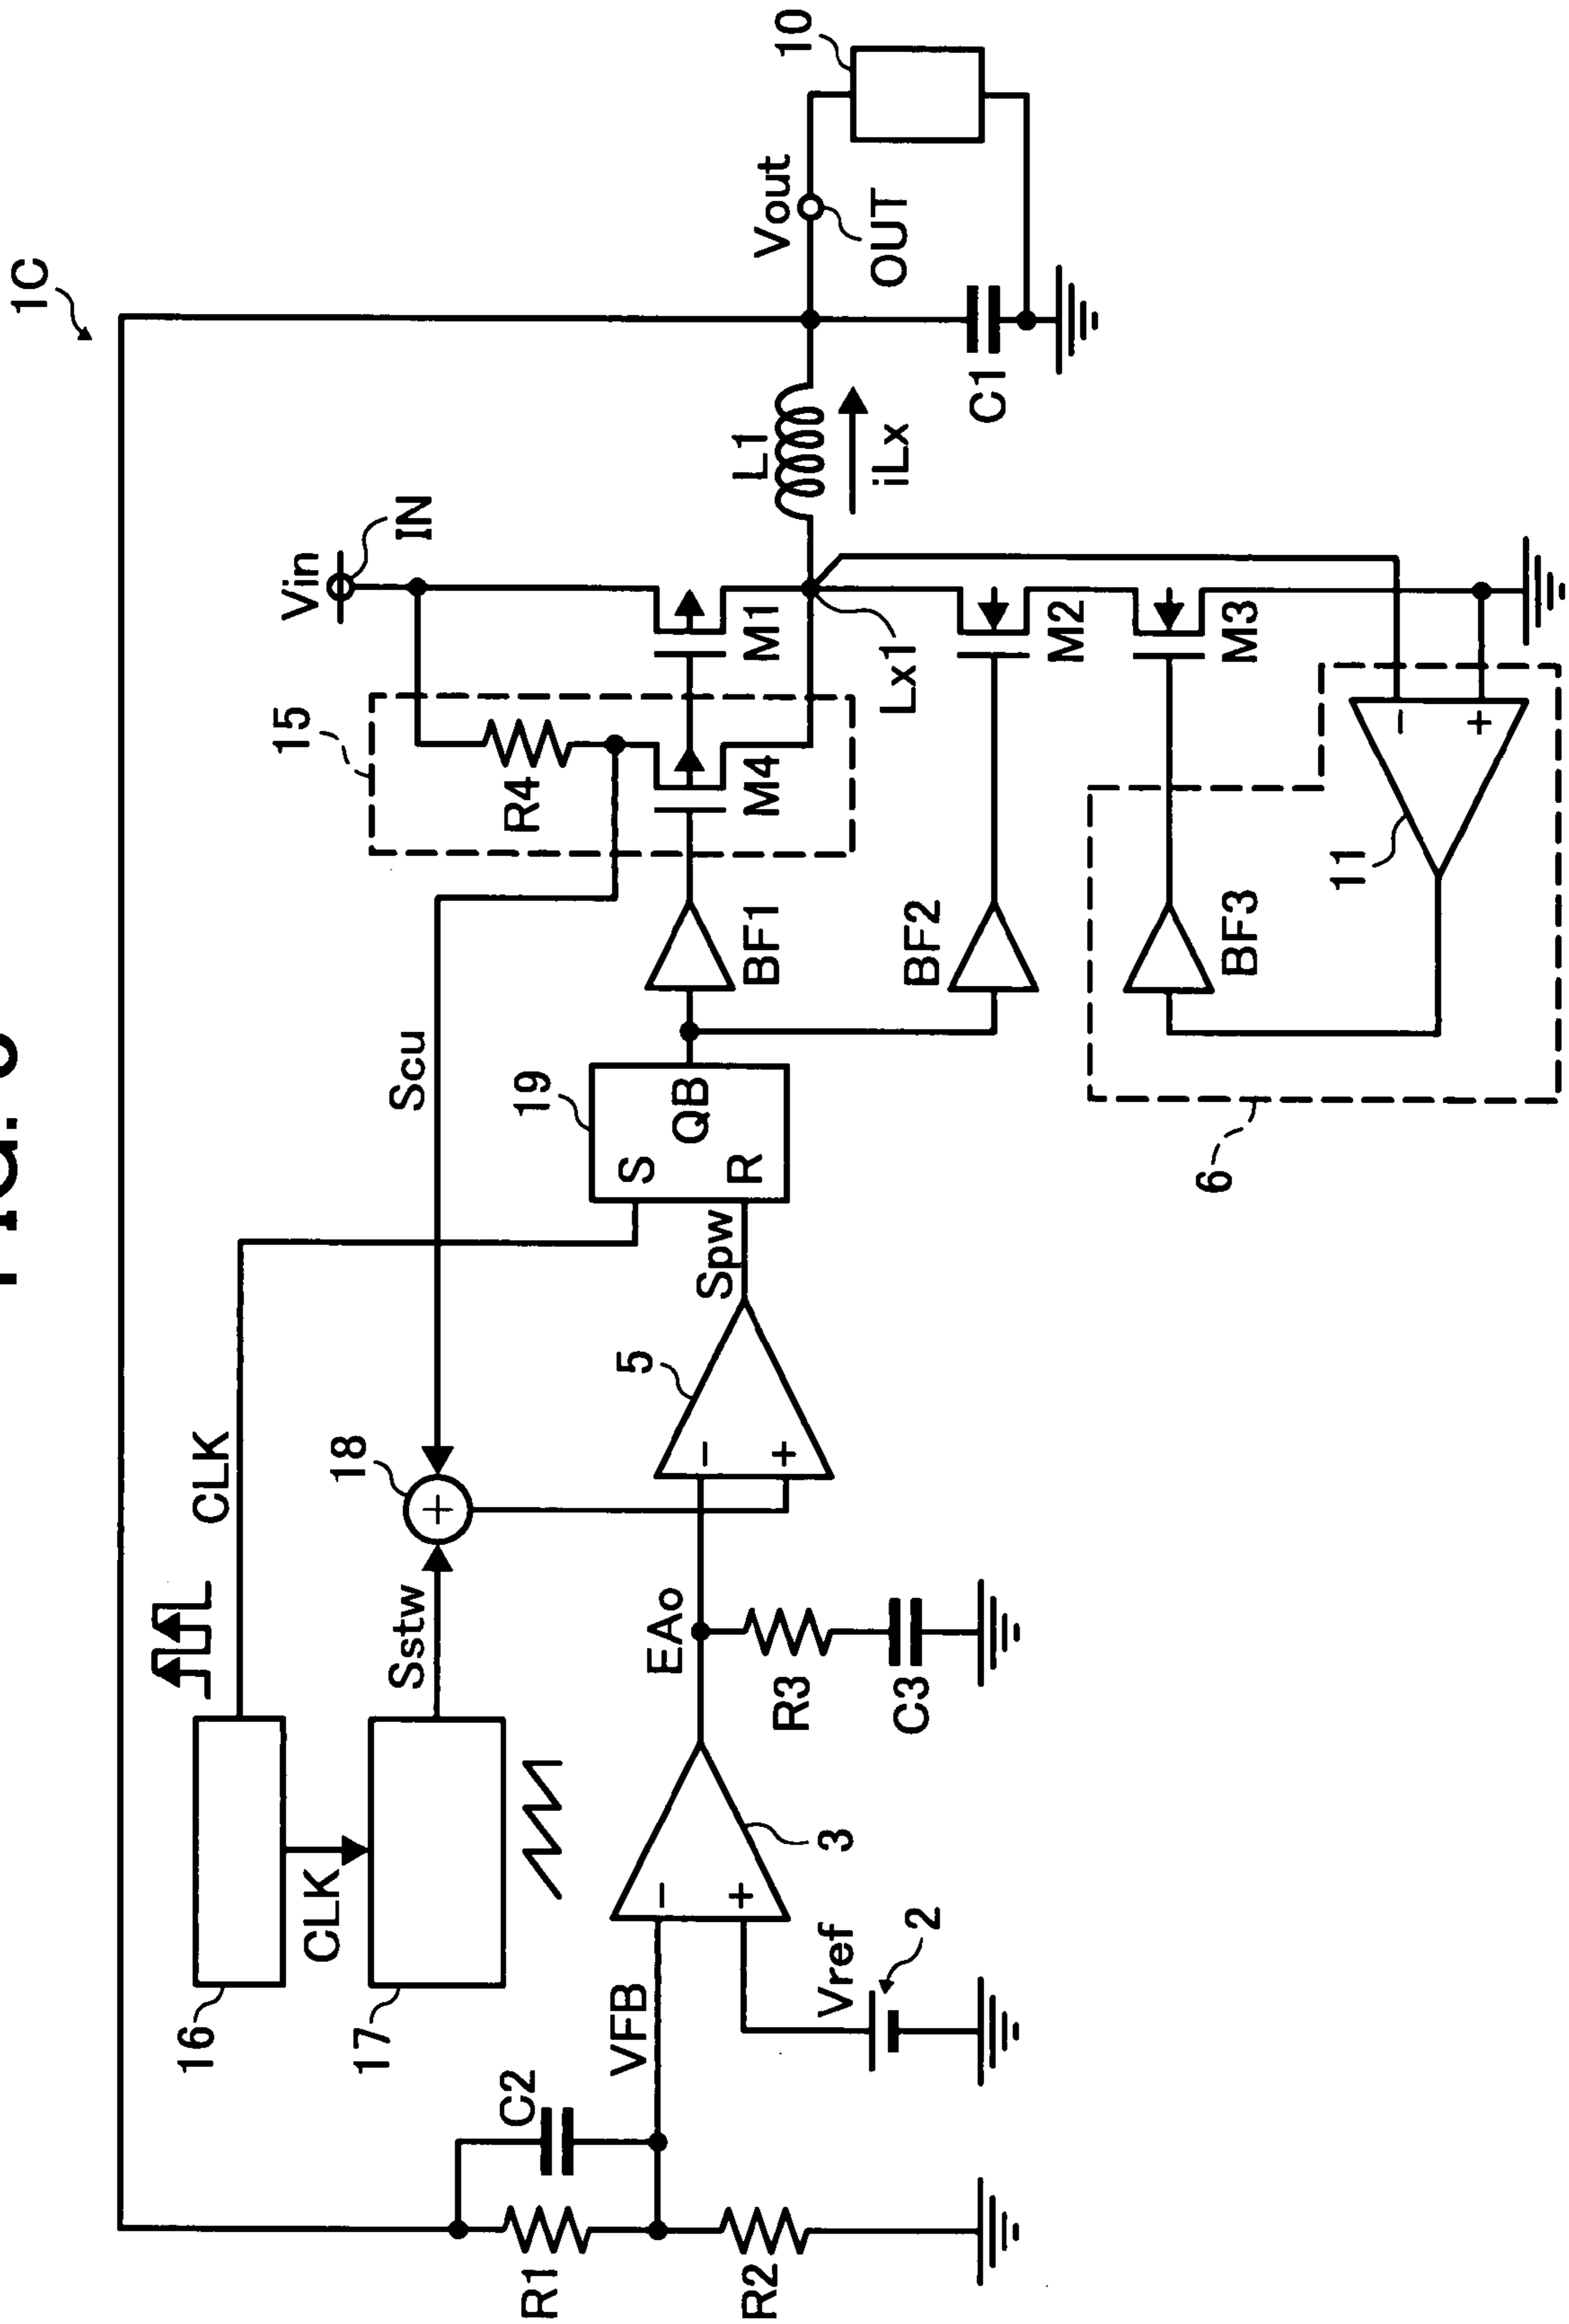 1C
Vin
IN
15
R4
M4
M1
Lx1
L1
iLx
Vout
OUT
10
C1
M2
M3
BF1
BF2
BF3
11
6
Scu
CLK
16
CLK
17
Sstw
18
+
19
S
QB
R
Spw
5
-
+
EAo
R3
C3
3
-
+
VFB
Vref
2
C2
R1
R2
-
+